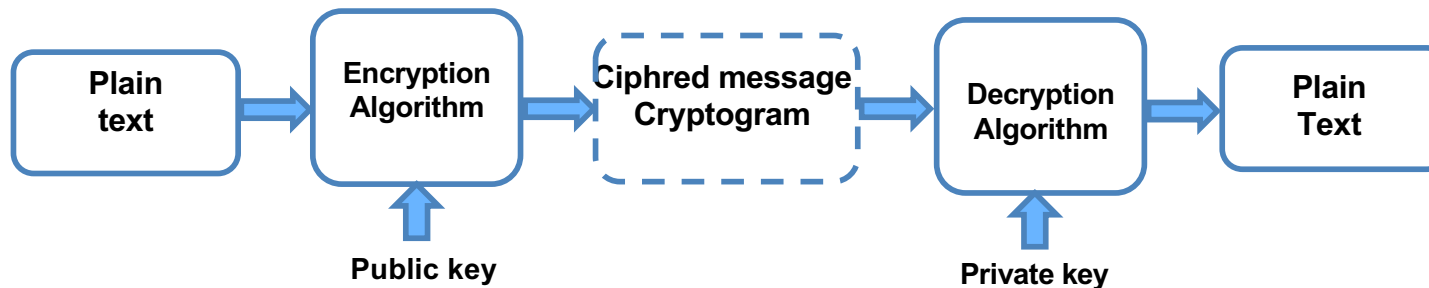 Plain
text
Encryption
Algorithm
Ciphred message
Cryptogram
Decryption
Algorithm
Plain
Text
Public key
Private key